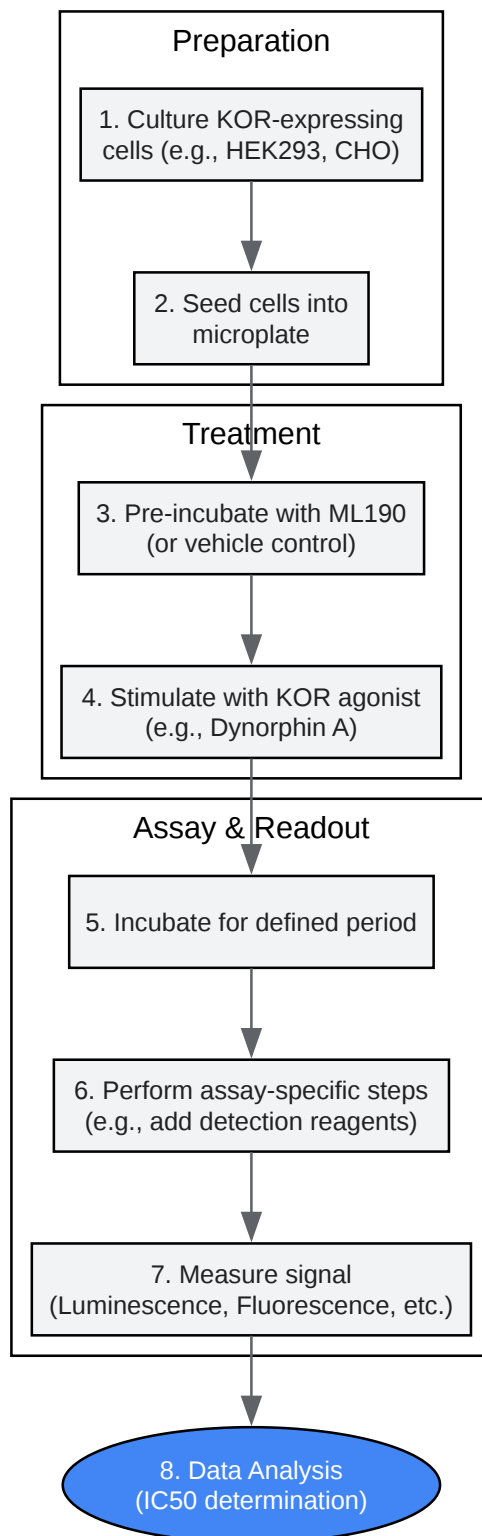 Preparation
1. Culture KOR-expressing
cells (e.g., HEK293, CHO)
2. Seed cells into
microplate
Treatment
3. Pre-incubate with ML190
(or vehicle control)
4. Stimulate with KOR agonist
(e.g., Dynorphin A)
Assay & Readout
5. Incubate for defined period
6. Perform assay-specific steps
(e.g., add detection reagents)
7. Measure signal
(Luminescence, Fluorescence, etc.)
8. Data Analysis
(IC50 determination)